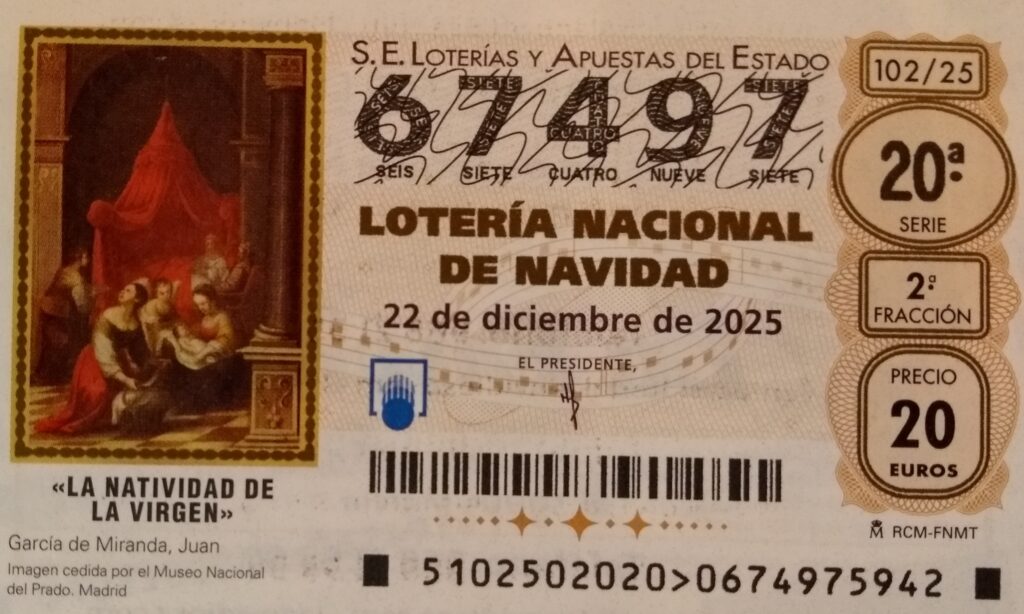 S. E. LOTERÍAS Y APUESTAS DEL ESTADO
67497
SEIS SIETE CUATRO NUEVE SIETE
LOTERÍA NACIONAL
DE NAVIDAD
22 de diciembre de 2025
EL PRESIDENTE,
102/25
20ª
SERIE
2ª
FRACCIÓN
PRECIO
20
EUROS
RCM-FNMT
«LA NATIVIDAD DE
LA VIRGEN»
García de Miranda, Juan
Imagen cedida por el Museo Nacional
del Prado. Madrid
5102502020>0674975942